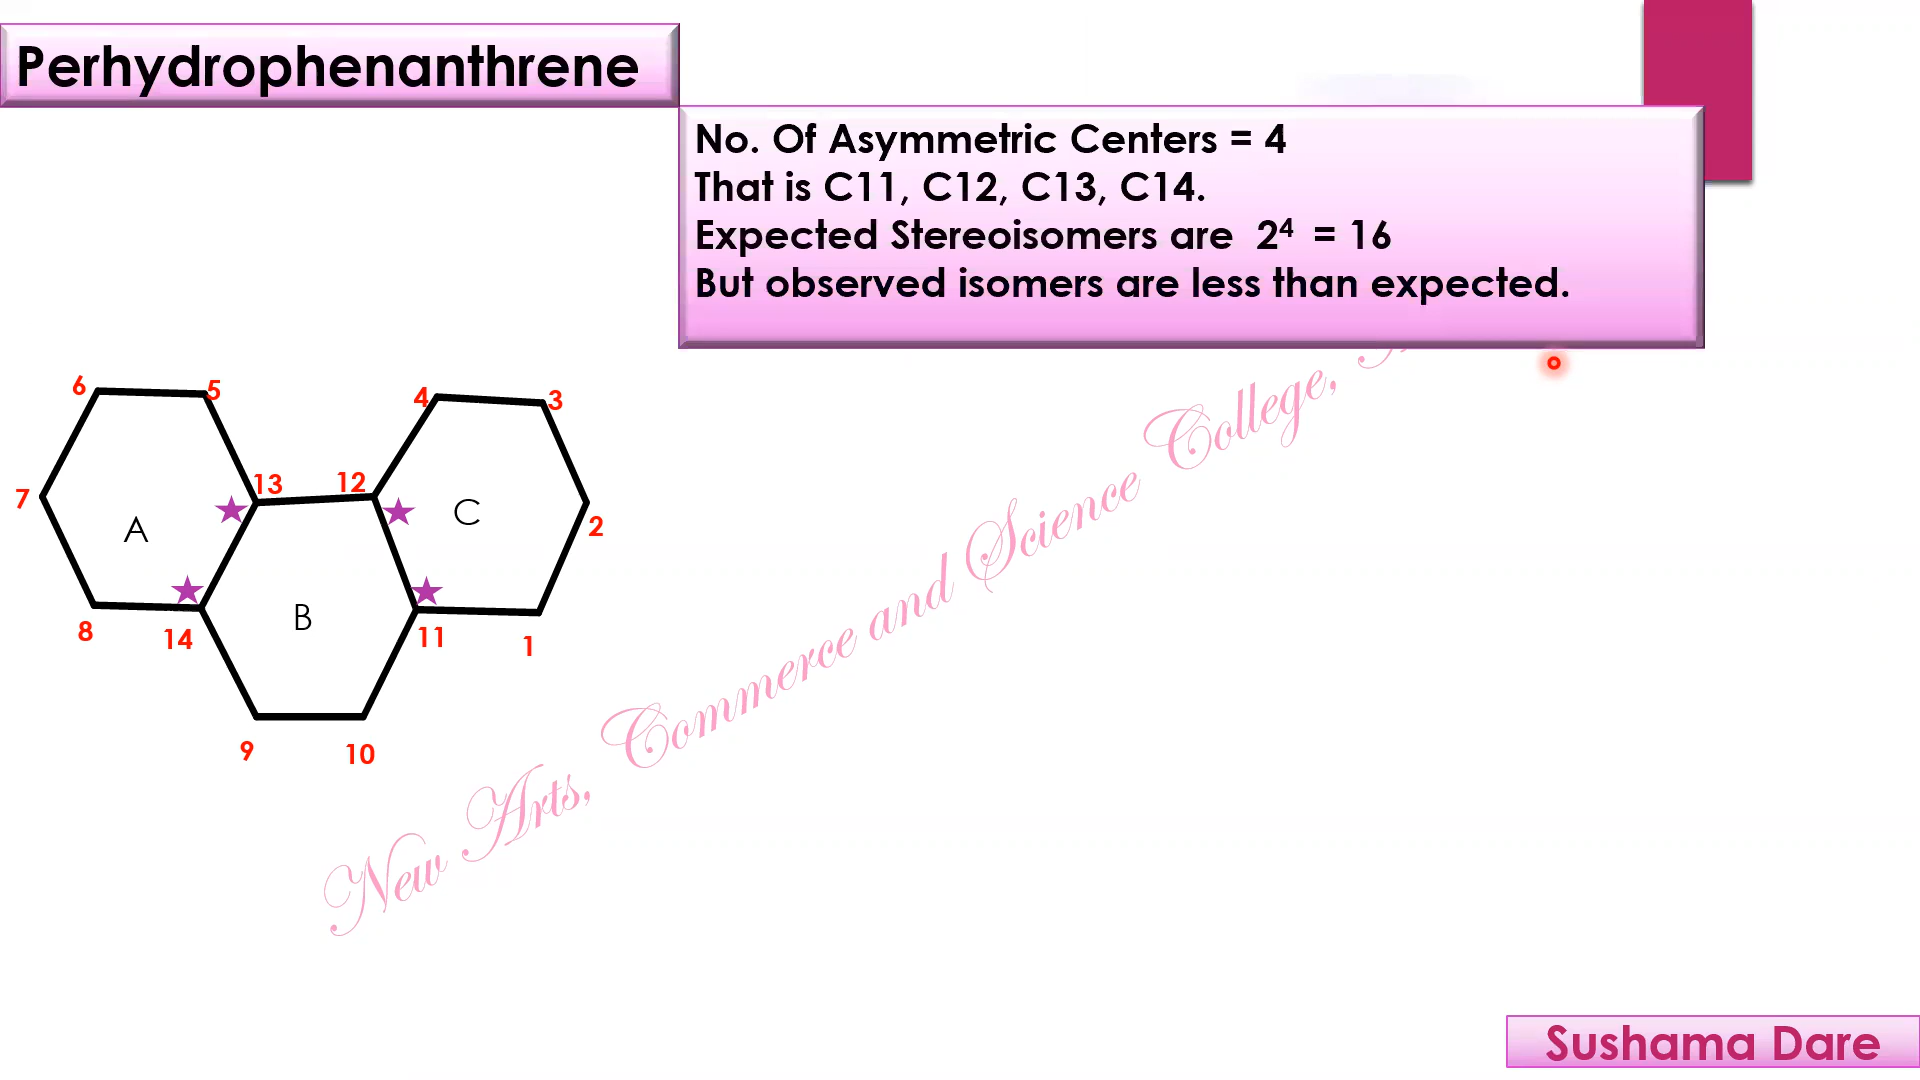 Perhydrophenanthrene
No. Of Asymmetric Centers = 4
That is C11, C12, C13, C14.
Expected Stereoisomers are 2⁴ = 16
But observed isomers are less than expected.
6
5
4
3
13
12
7
A
C
2
B
8
14
11
1
9
10
New Arts, Commerce and Science College,
Sushama Dare